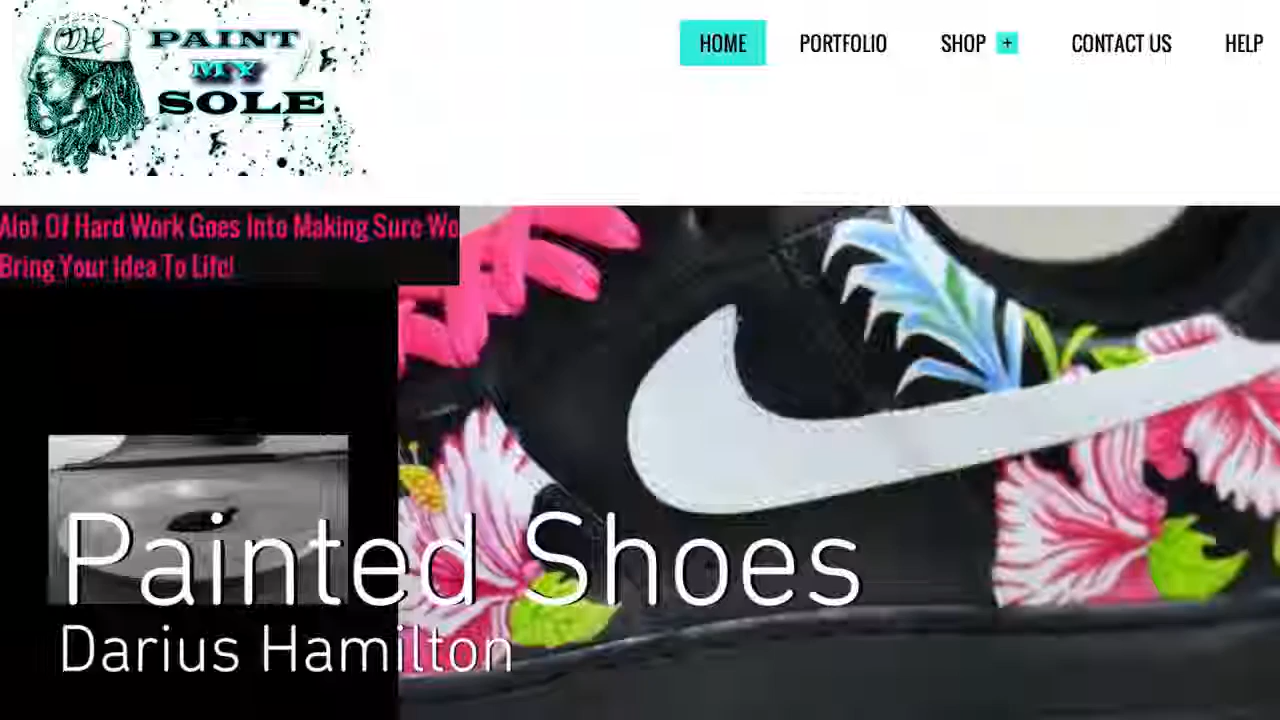 PAINT
MY
SOLE
HOME PORTFOLIO SHOP + CONTACT US HELP
Alot Of Hard Work Goes Into Making Sure We
Bring Your Idea To Life!
Painted Shoes
Darius Hamilton